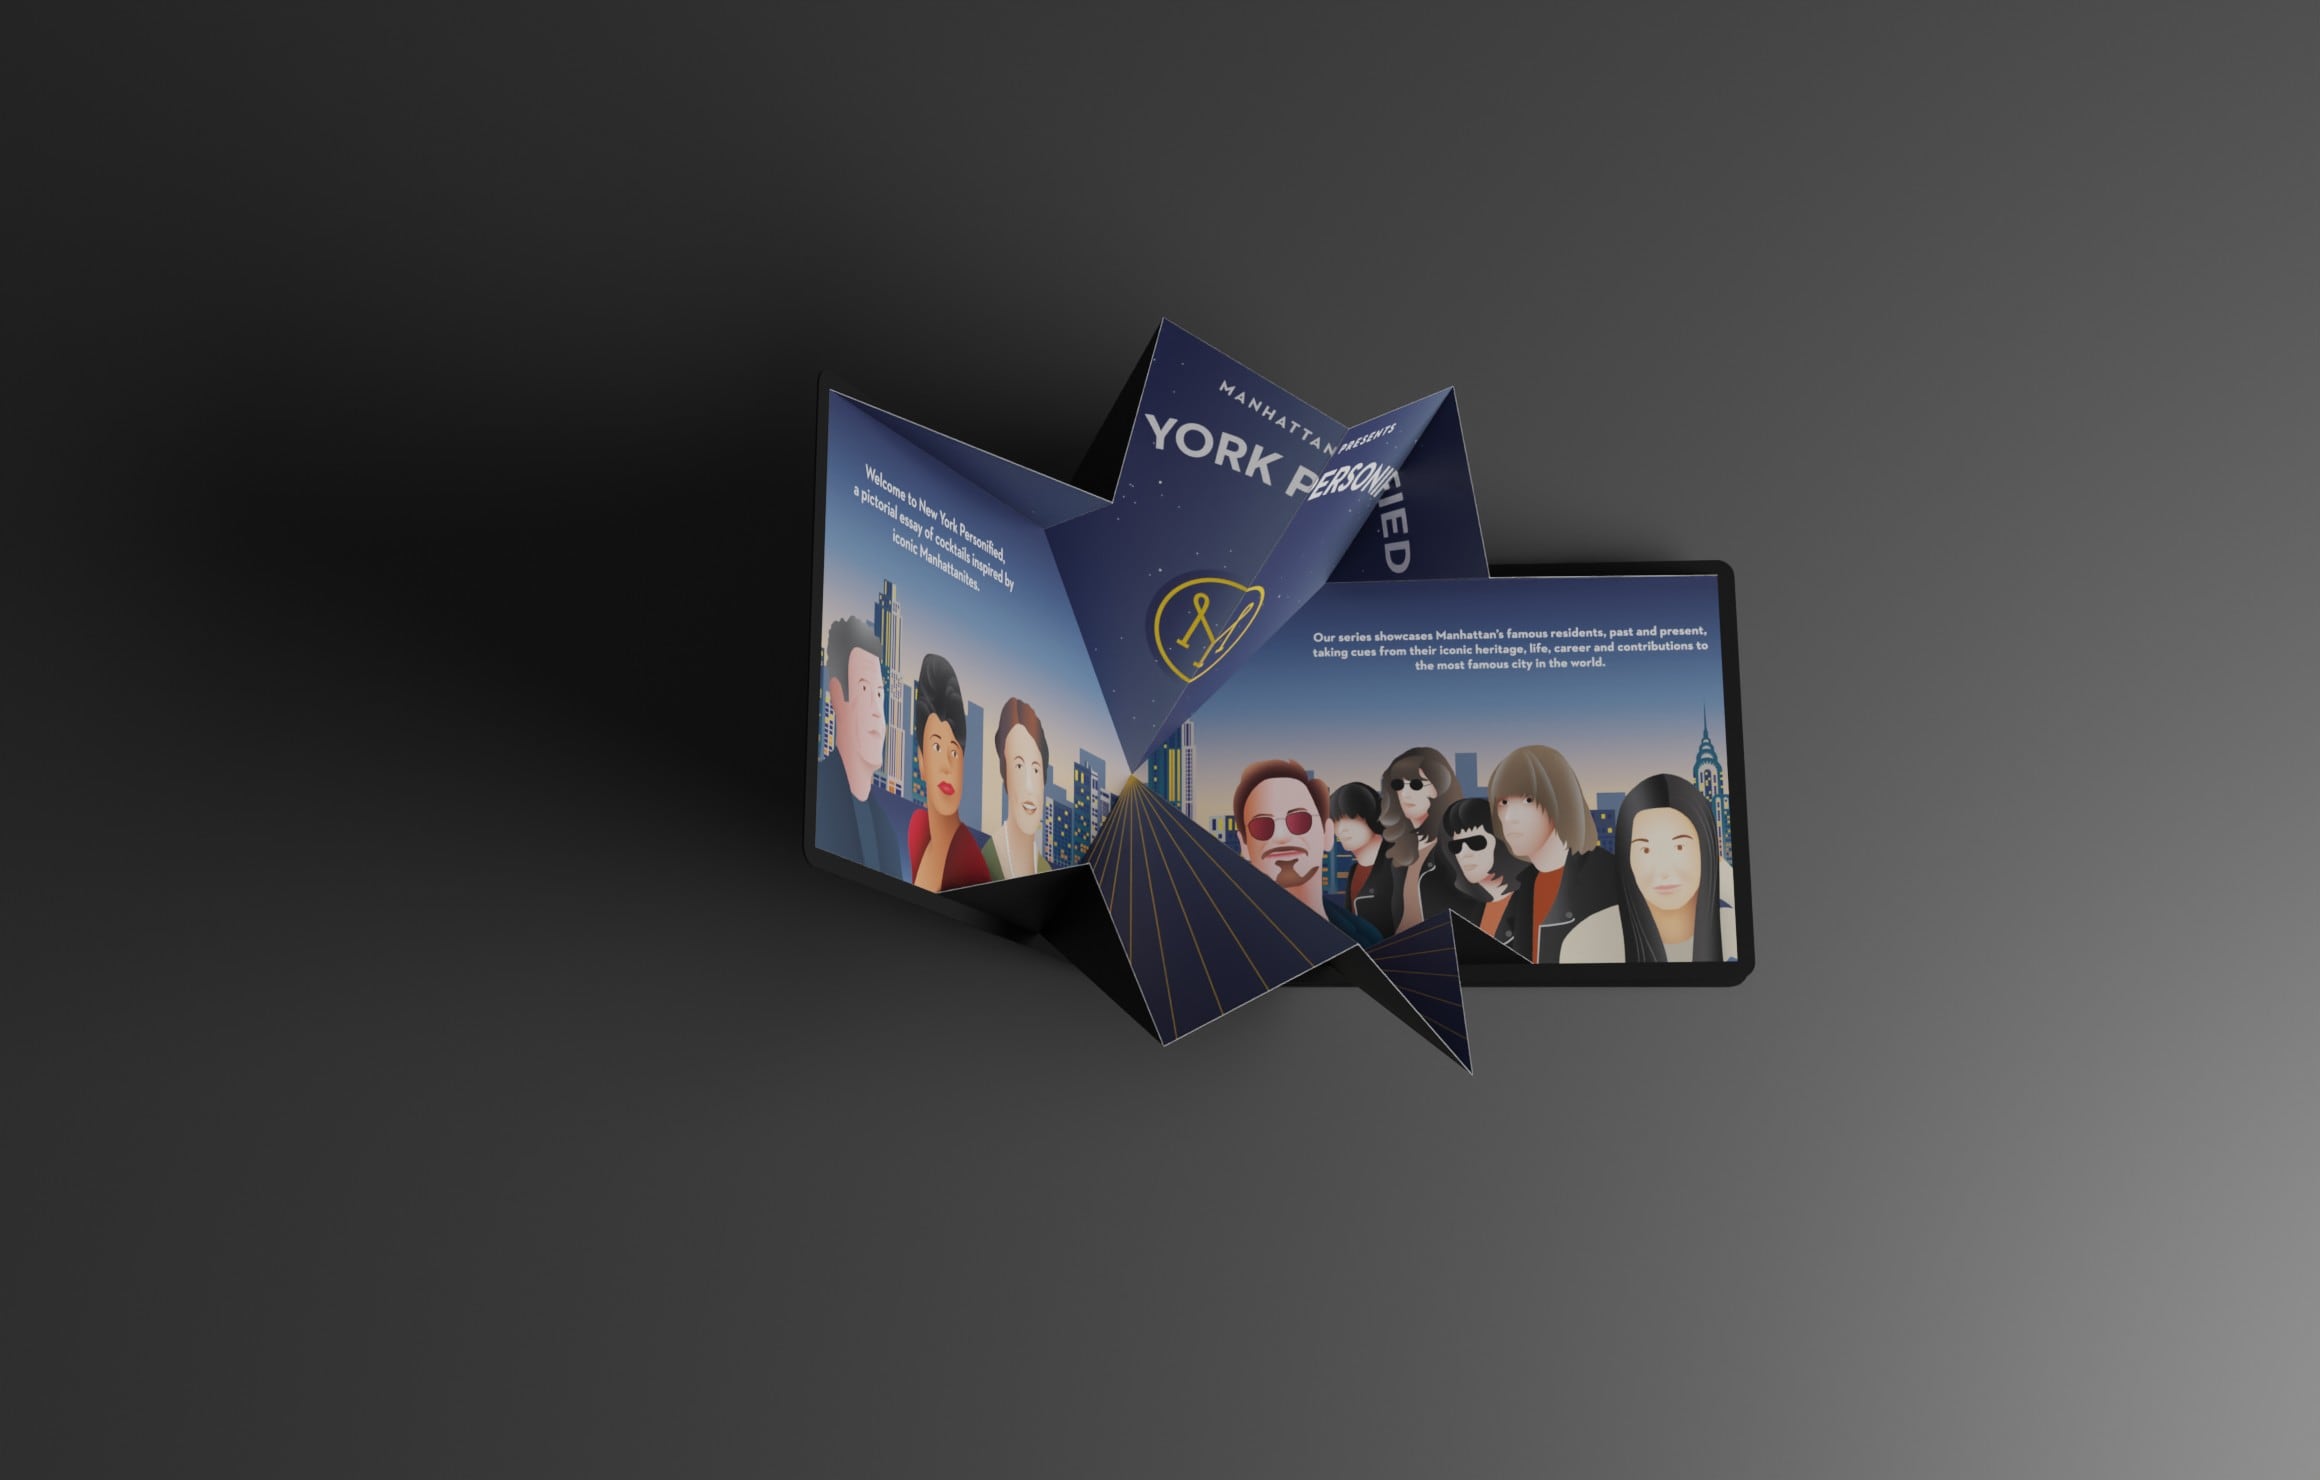 Welcome to New York Personified,
a pictorial essay of cocktails inspired by
iconic Manhattanites.
MANHATTAN PRESENTS
YORK PERSONIFIED
Our series showcases Manhattan's famous residents, past and present,
taking cues from their iconic heritage, life, career and contributions to
the most famous city in the world.